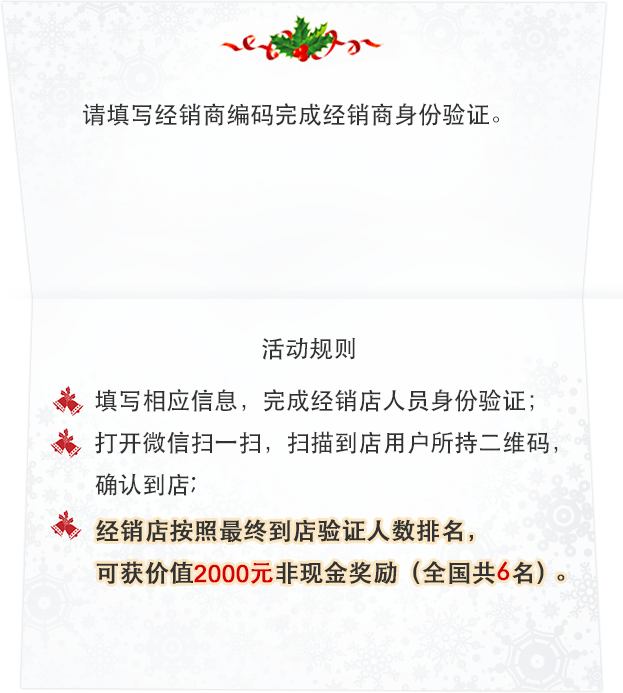 请填写经销商编码完成经销商身份验证。
活动规则
填写相应信息，完成经销店人员身份验证；
打开微信扫一扫，扫描到店用户所持二维码，
确认到店；
经销店按照最终到店验证人数排名，
可获价值2000元非现金奖励（全国共6名）。